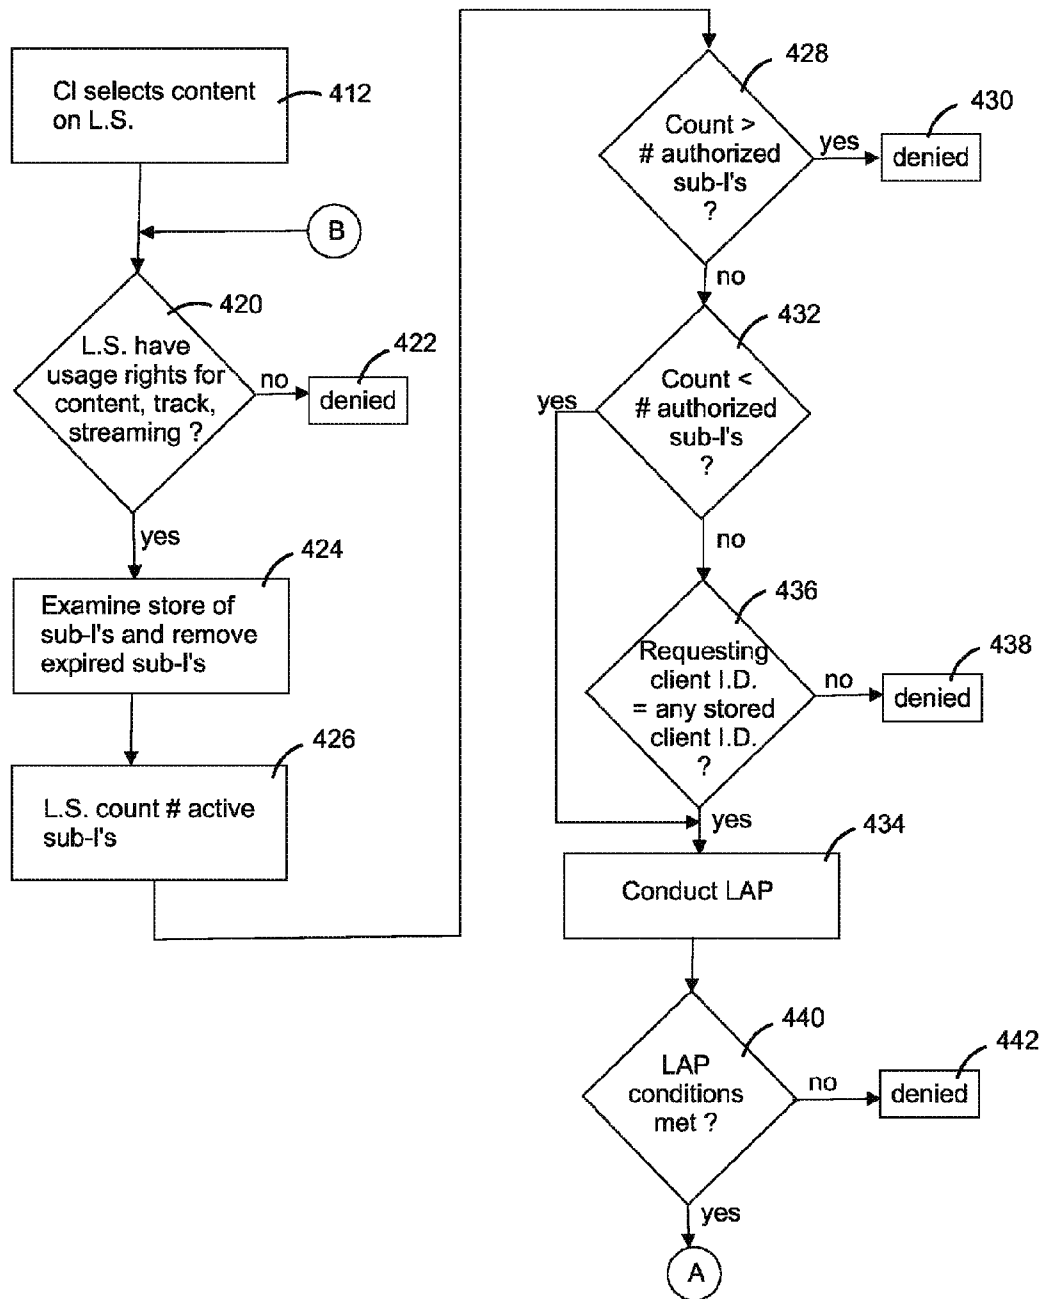 CI selects content
on L.S.
412
B
420
L.S. have
usage rights for
content, track,
streaming ?
no
422
denied
yes
424
Examine store of
sub-I's and remove
expired sub-I's
426
L.S. count # active
sub-I's
428
Count >
# authorized
sub-I's
?
yes
430
denied
no
432
Count <
# authorized
sub-I's
?
yes
no
436
Requesting
client I.D.
= any stored
client I.D.
?
no
438
denied
yes
434
Conduct LAP
440
LAP
conditions
met ?
no
442
denied
yes
A